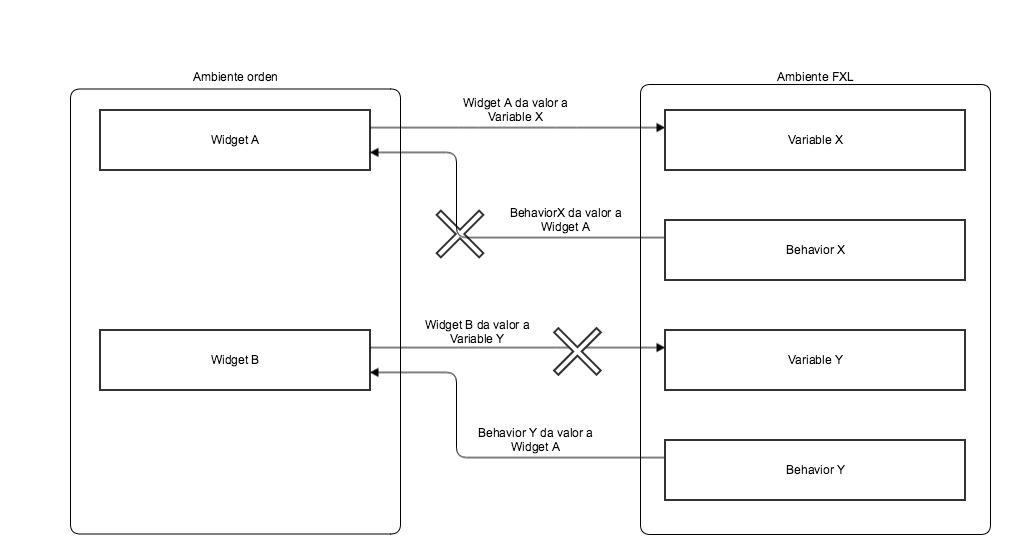 Ambiente orden
Ambiente FXL
Widget A da valor a
Variable X
Widget A
Variable X
BehaviorX da valor a
Widget A
Behavior X
Widget B da valor a
Variable Y
Widget B
Variable Y
Behavior Y da valor a
Widget A
Behavior Y